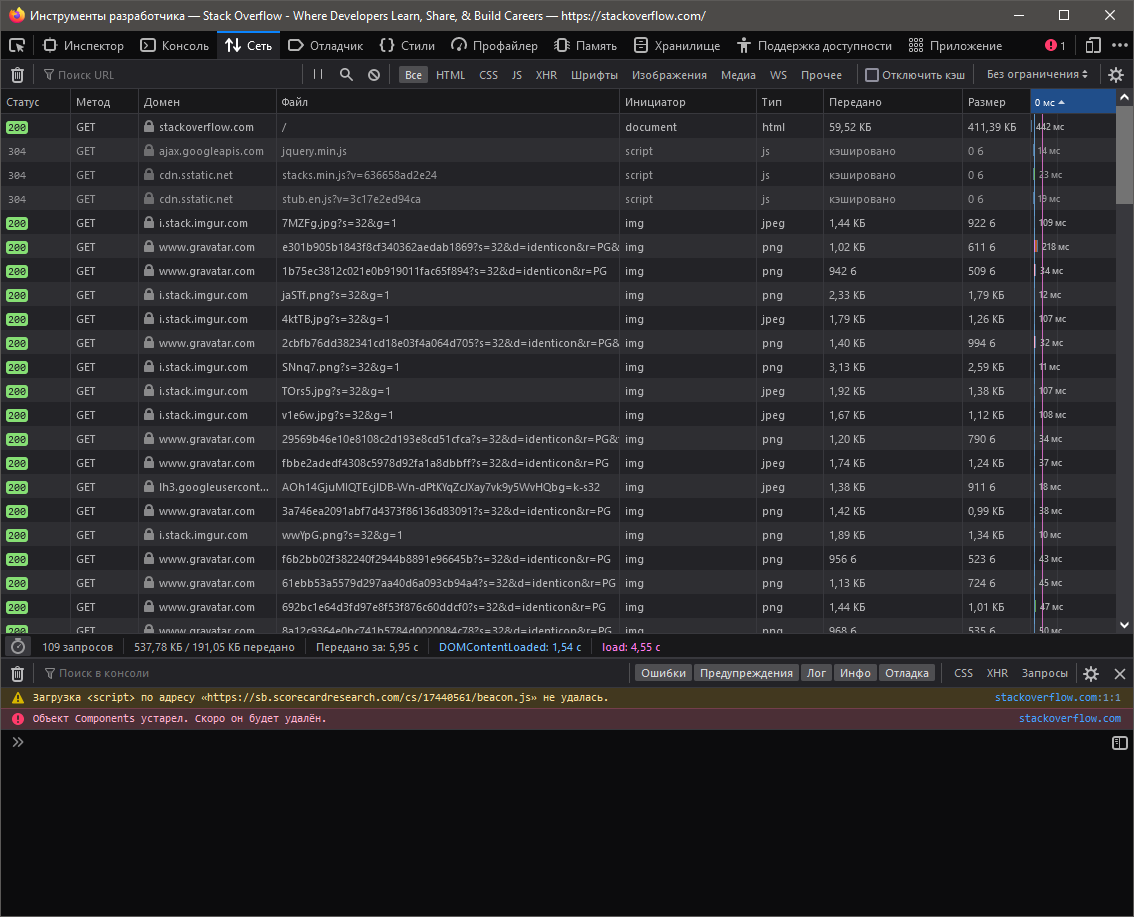 Инструменты разработчика — Stack Overflow - Where Developers Learn, Share, & Build Careers — https://stackoverflow.com/
Инспектор Консоль Сеть Отладчик Стили Профайлер Память Хранилище Поддержка доступности Приложение 1
Поиск URL Все HTML CSS JS XHR Шрифты Изображения Медиа WS Прочее Отключить кэш Без ограничения
Статус Метод Домен Файл Инициатор Тип Передано Размер 0 мс
200 GET stackoverflow.com / document html 59,52 КБ 411,39 КБ 442 мс
304 GET ajax.googleapis.com jquery.min.js script js кэшировано 0 б 14 мс
304 GET cdn.sstatic.net stacks.min.js?v=636658ad2e24 script js кэшировано 0 б 23 мс
304 GET cdn.sstatic.net stub.en.js?v=3c17e2ed94ca script js кэшировано 0 б 19 мс
200 GET i.stack.imgur.com 7MZFg.jpg?s=32&g=1 img jpeg 1,44 КБ 922 б 109 мс
200 GET www.gravatar.com e301b905b1843f8cf340362aedab1869?s=32&d=identicon&r=PG& img png 1,02 КБ 611 б 218 мс
200 GET www.gravatar.com 1b75ec3812c021e0b919011fac65f894?s=32&d=identicon&r=PG img png 942 б 509 б 34 мс
200 GET i.stack.imgur.com jaSTf.png?s=32&g=1 img png 2,33 КБ 1,79 КБ 12 мс
200 GET i.stack.imgur.com 4ktTB.jpg?s=32&g=1 img jpeg 1,79 КБ 1,26 КБ 107 мс
200 GET www.gravatar.com 2cbfb76dd382341cd18e03f4a064d705?s=32&d=identicon&r=PG& img png 1,40 КБ 994 б 32 мс
200 GET i.stack.imgur.com SNnq7.png?s=32&g=1 img png 3,13 КБ 2,59 КБ 11 мс
200 GET i.stack.imgur.com TOrs5.jpg?s=32&g=1 img jpeg 1,92 КБ 1,38 КБ 107 мс
200 GET i.stack.imgur.com v1e6w.jpg?s=32&g=1 img jpeg 1,67 КБ 1,12 КБ 108 мс
200 GET www.gravatar.com 29569b46e10e8108c2d193e8cd51cfca?s=32&d=identicon&r=PG& img png 1,20 КБ 790 б 34 мс
200 GET www.gravatar.com fbbe2adedf4308c5978d92fa1a8dbbff?s=32&d=identicon&r=PG img jpeg 1,74 КБ 1,24 КБ 37 мс
200 GET lh3.googleusercont... AOh14GjuMlQTEcjlDB-Wn-dPtKYqZcJXay7vk9y5WvHQbg=k-s32 img jpeg 1,38 КБ 911 б 18 мс
200 GET www.gravatar.com 3a746ea2091abf7d4373f86136d83091?s=32&d=identicon&r=PG img png 1,42 КБ 0,99 КБ 38 мс
200 GET i.stack.imgur.com wwYpG.png?s=32&g=1 img png 1,89 КБ 1,34 КБ 10 мс
200 GET www.gravatar.com f6b2bb02f382240f2944b8891e96645b?s=32&d=identicon&r=PG img png 956 б 523 б 43 мс
200 GET www.gravatar.com 61ebb53a5579d297aa40d6a093cb94a4?s=32&d=identicon&r=PG img png 1,13 КБ 724 б 45 мс
200 GET www.gravatar.com 692bc1e64d3fd97e8f53f876c60ddcf0?s=32&d=identicon&r=PG img png 1,44 КБ 1,01 КБ 47 мс
200 GET www.gravatar.com 8a12c9364e0bc741b5784d0020084c78?s=32&d=identicon&r=PG img png 968 б 535 б 50 мс
109 запросов 537,78 КБ / 191,05 КБ передано Передано за: 5,95 с DOMContentLoaded: 1,54 с load: 4,55 с
Поиск в консоли Ошибки Предупреждения Лог Инфо Отладка CSS XHR Запросы
Загрузка <script> по адресу «https://sb.scorecardresearch.com/cs/17440561/beacon.js» не удалась. stackoverflow.com:1:1
Объект Components устарел. Скоро он будет удалён. stackoverflow.com